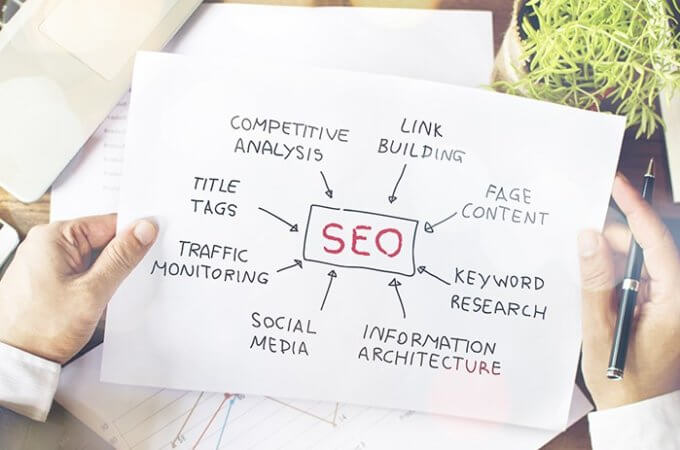 COMPETITIVE
ANALYSIS
LINK
BUILDING
TITLE
TAGS
FAGE
CONTENT
SEO
TRAFFIC
MONITORING
KEYWORD
RESEARCH
SOCIAL
MEDIA
INFORMATION
ARCHITECTURE